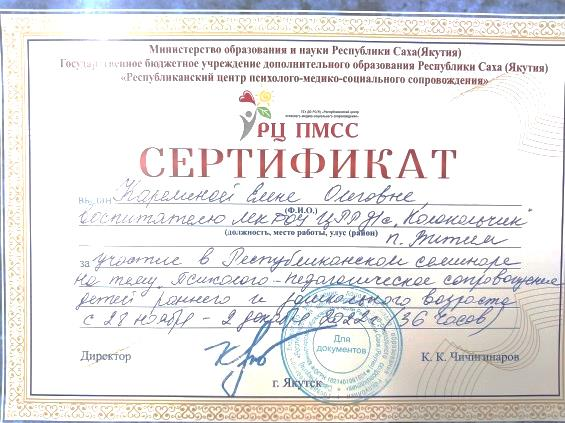 Министерство образования и науки Республики Саха(Якутия)
Государственное бюджетное учреждение дополнительного образования Республики Саха (Якутия)
«Республиканский центр психолого-медико-социального сопровождения»
РЦ ПМСС
СЕРТИФИКАТ
выдан Елене Олеговне
воспитателю ЦРР д/с „Колокольчик"
(Ф.И.О.)
(должность, место работы, улус (район)
п. Витим
за участие в Республиканском семинаре
на тему „Психолого-педагогическое сопровождение
детей раннего и дошкольного возраста
с 28 ноября - 2 декабря 2022г. (36 часов)
Для
документов
Директор
К. К. Чичигинаров
г. Якутск